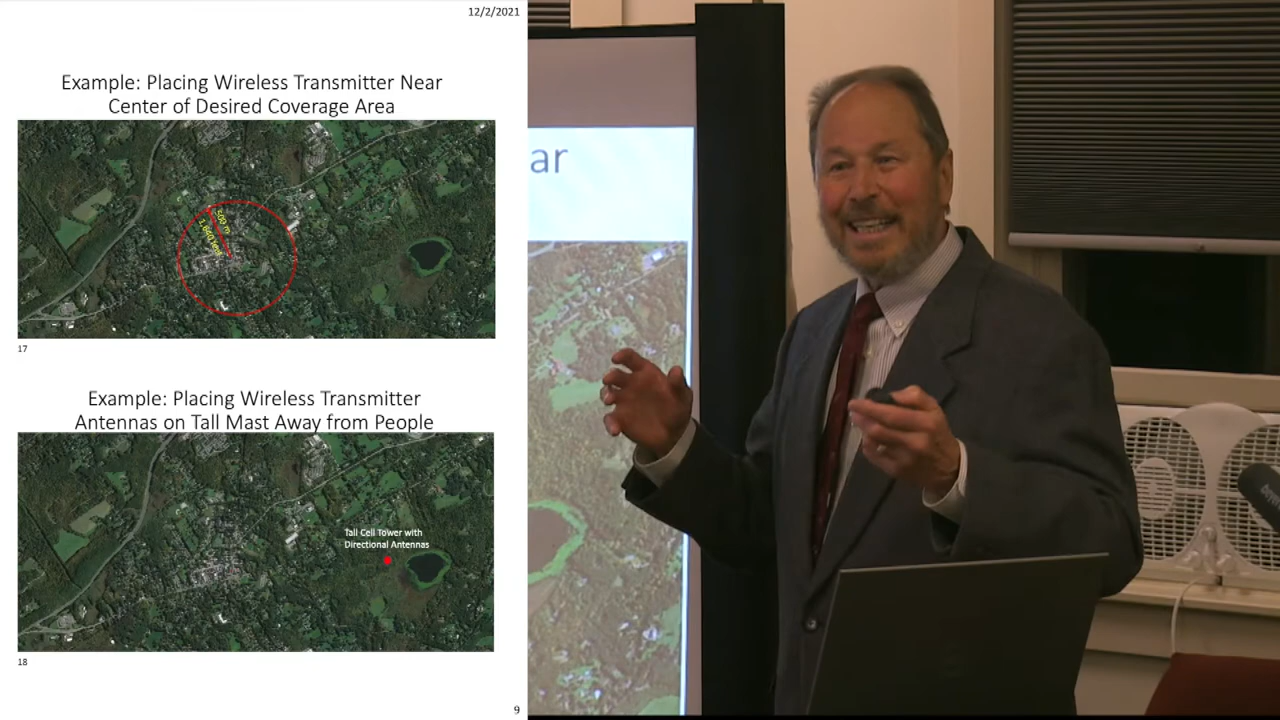 12/2/2021
Example: Placing Wireless Transmitter Near
Center of Desired Coverage Area
500 m
17
Example: Placing Wireless Transmitter
Antennas on Tall Mast Away from People
Tall Cell Tower with
Directional Antennas
18
9
ar